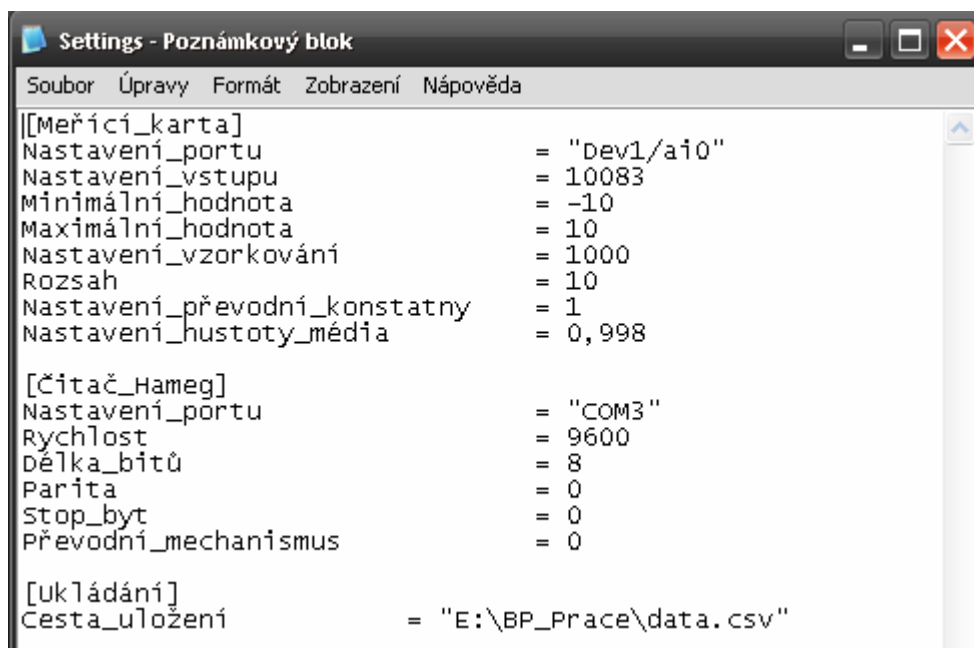 Settings - Poznámkový blok
Soubor Úpravy Formát Zobrazení Nápověda
[Meřící_karta]
Nastavení_portu = "Dev1/ai0"
Nastavení_vstupu = 10083
Minimální_hodnota = -10
Maximální_hodnota = 10
Nastavení_vzorkování = 1000
Rozsah = 10
Nastavení_převodní_konstatny = 1
Nastavení_hustoty_média = 0,998
[Čitač_Hameg]
Nastavení_portu = "COM3"
Rychlost = 9600
Délka_bitů = 8
Parita = 0
Stop_byt = 0
Převodní_mechanismus = 0
[Ukládání]
Cesta_uložení = "E:\BP_Prace\data.csv"